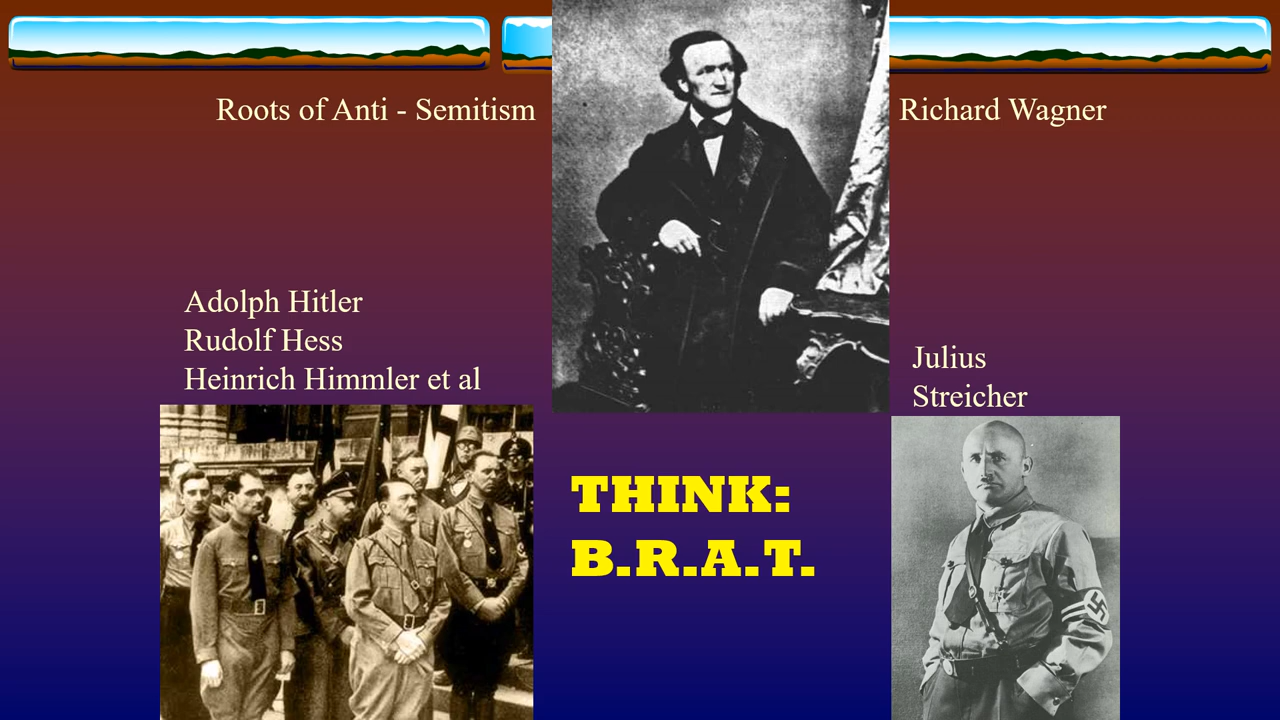 Roots of Anti - Semitism
Richard Wagner
Adolph Hitler
Rudolf Hess
Heinrich Himmler et al
Julius
Streicher
THINK:
B.R.A.T.